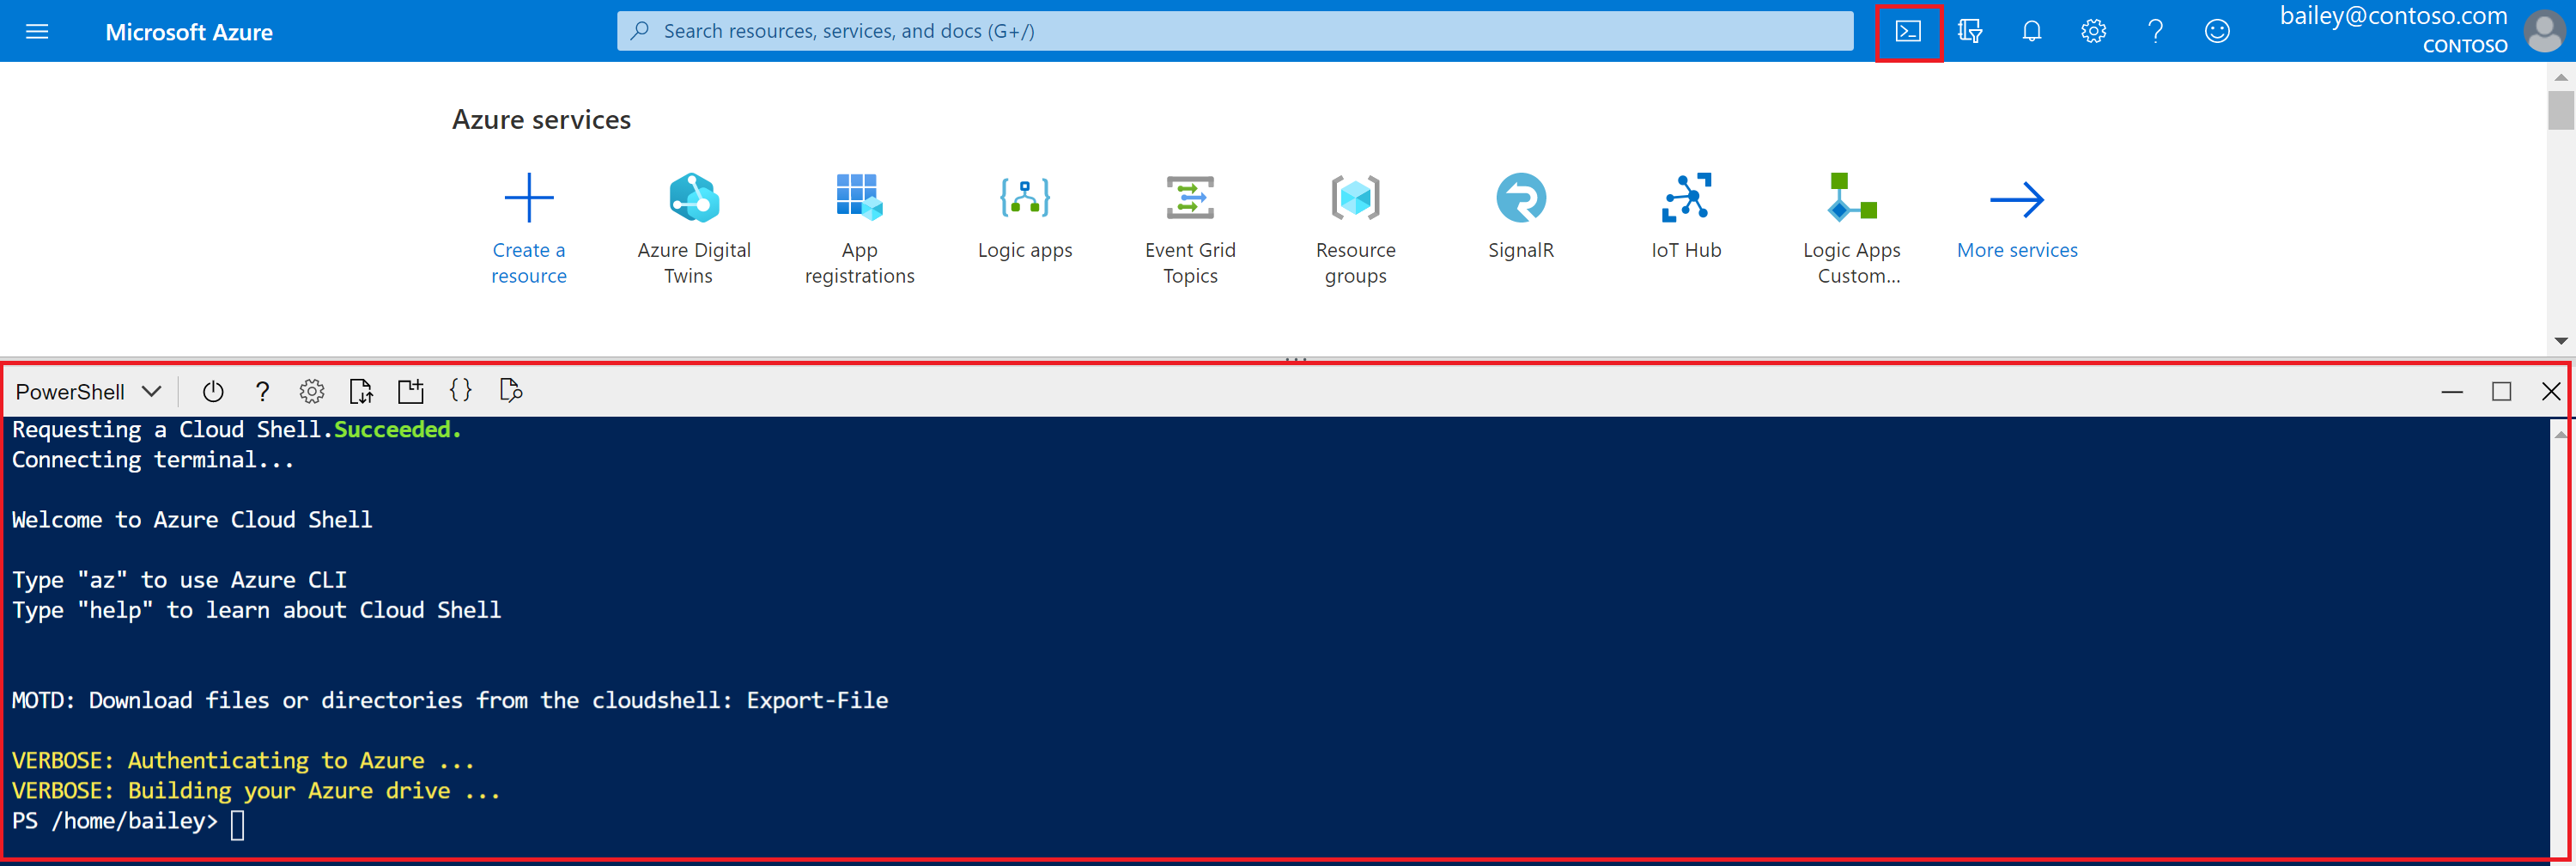 Microsoft Azure
Search resources, services, and docs (G+/)
bailey@contoso.com
CONTOSO
Azure services
Create a
resource
Azure Digital
Twins
App
registrations
Logic apps
Event Grid
Topics
Resource
groups
SignalR
IoT Hub
Logic Apps
Custom...
More services
PowerShell
Requesting a Cloud Shell.Succeeded.
Connecting terminal...
Welcome to Azure Cloud Shell
Type "az" to use Azure CLI
Type "help" to learn about Cloud Shell
MOTD: Download files or directories from the cloudshell: Export-File
VERBOSE: Authenticating to Azure ...
VERBOSE: Building your Azure drive ...
PS /home/bailey>